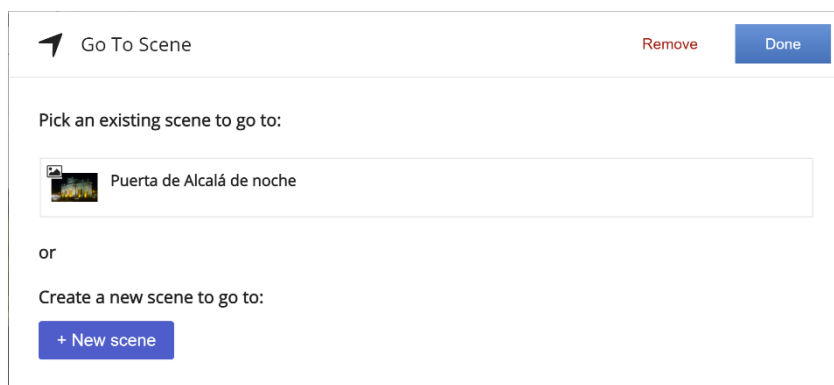 Go To Scene
Remove
Done
Pick an existing scene to go to:
Puerta de Alcalá de noche
or
Create a new scene to go to:
+ New scene